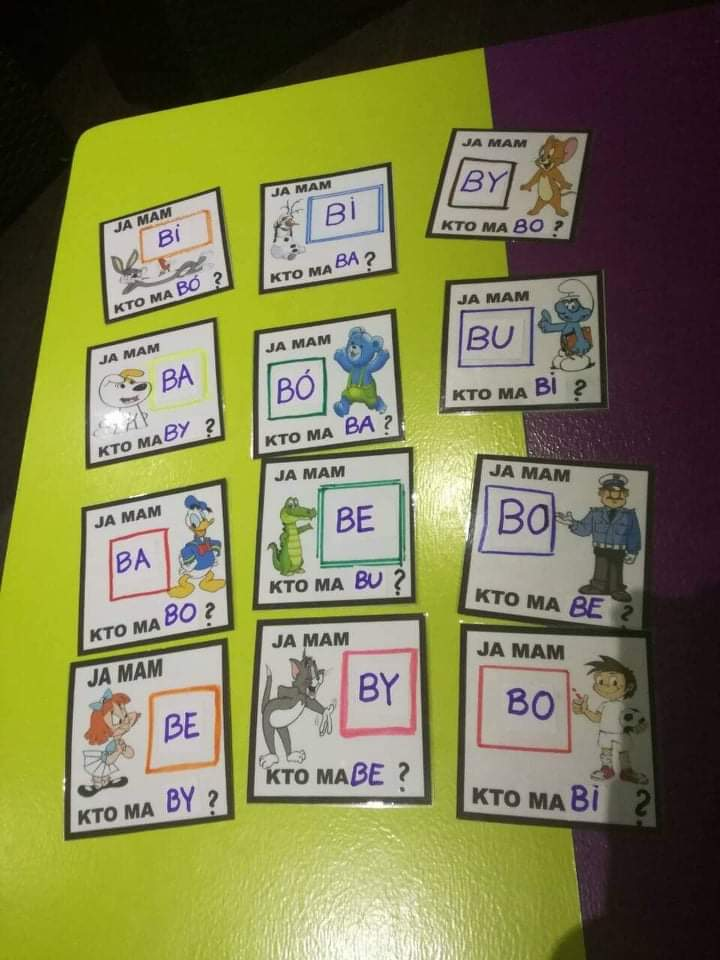 JA MAM
Bi
KTO MA BÓ ?
JA MAM
Bi
KTO MA BA ?
JA MAM
BY
KTO MA BO ?
JA MAM
BA
KTO MA BY ?
JA MAM
BÓ
KTO MA BA ?
JA MAM
BU
KTO MA Bi ?
JA MAM
BA
KTO MA BO ?
JA MAM
BE
KTO MA BU ?
JA MAM
BO
KTO MA BE ?
JA MAM
BE
KTO MA BY ?
JA MAM
BY
KTO MA BE ?
JA MAM
BO
KTO MA Bi ?